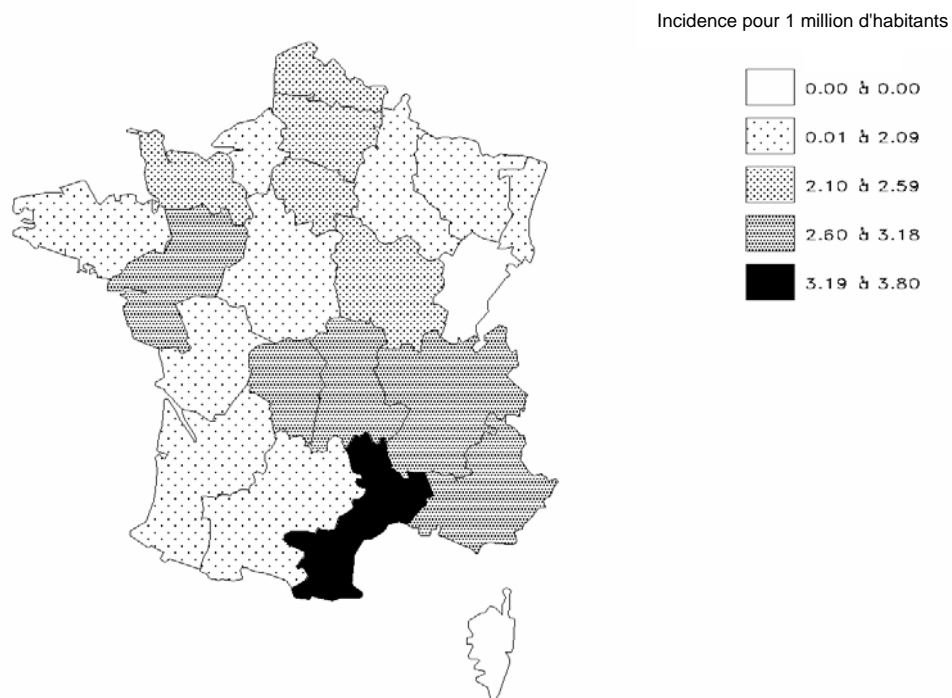 Incidence pour 1 million d'habitants
0.00 à 0.00
0.01 à 2.09
2.10 à 2.59
2.60 à 3.18
3.19 à 3.80